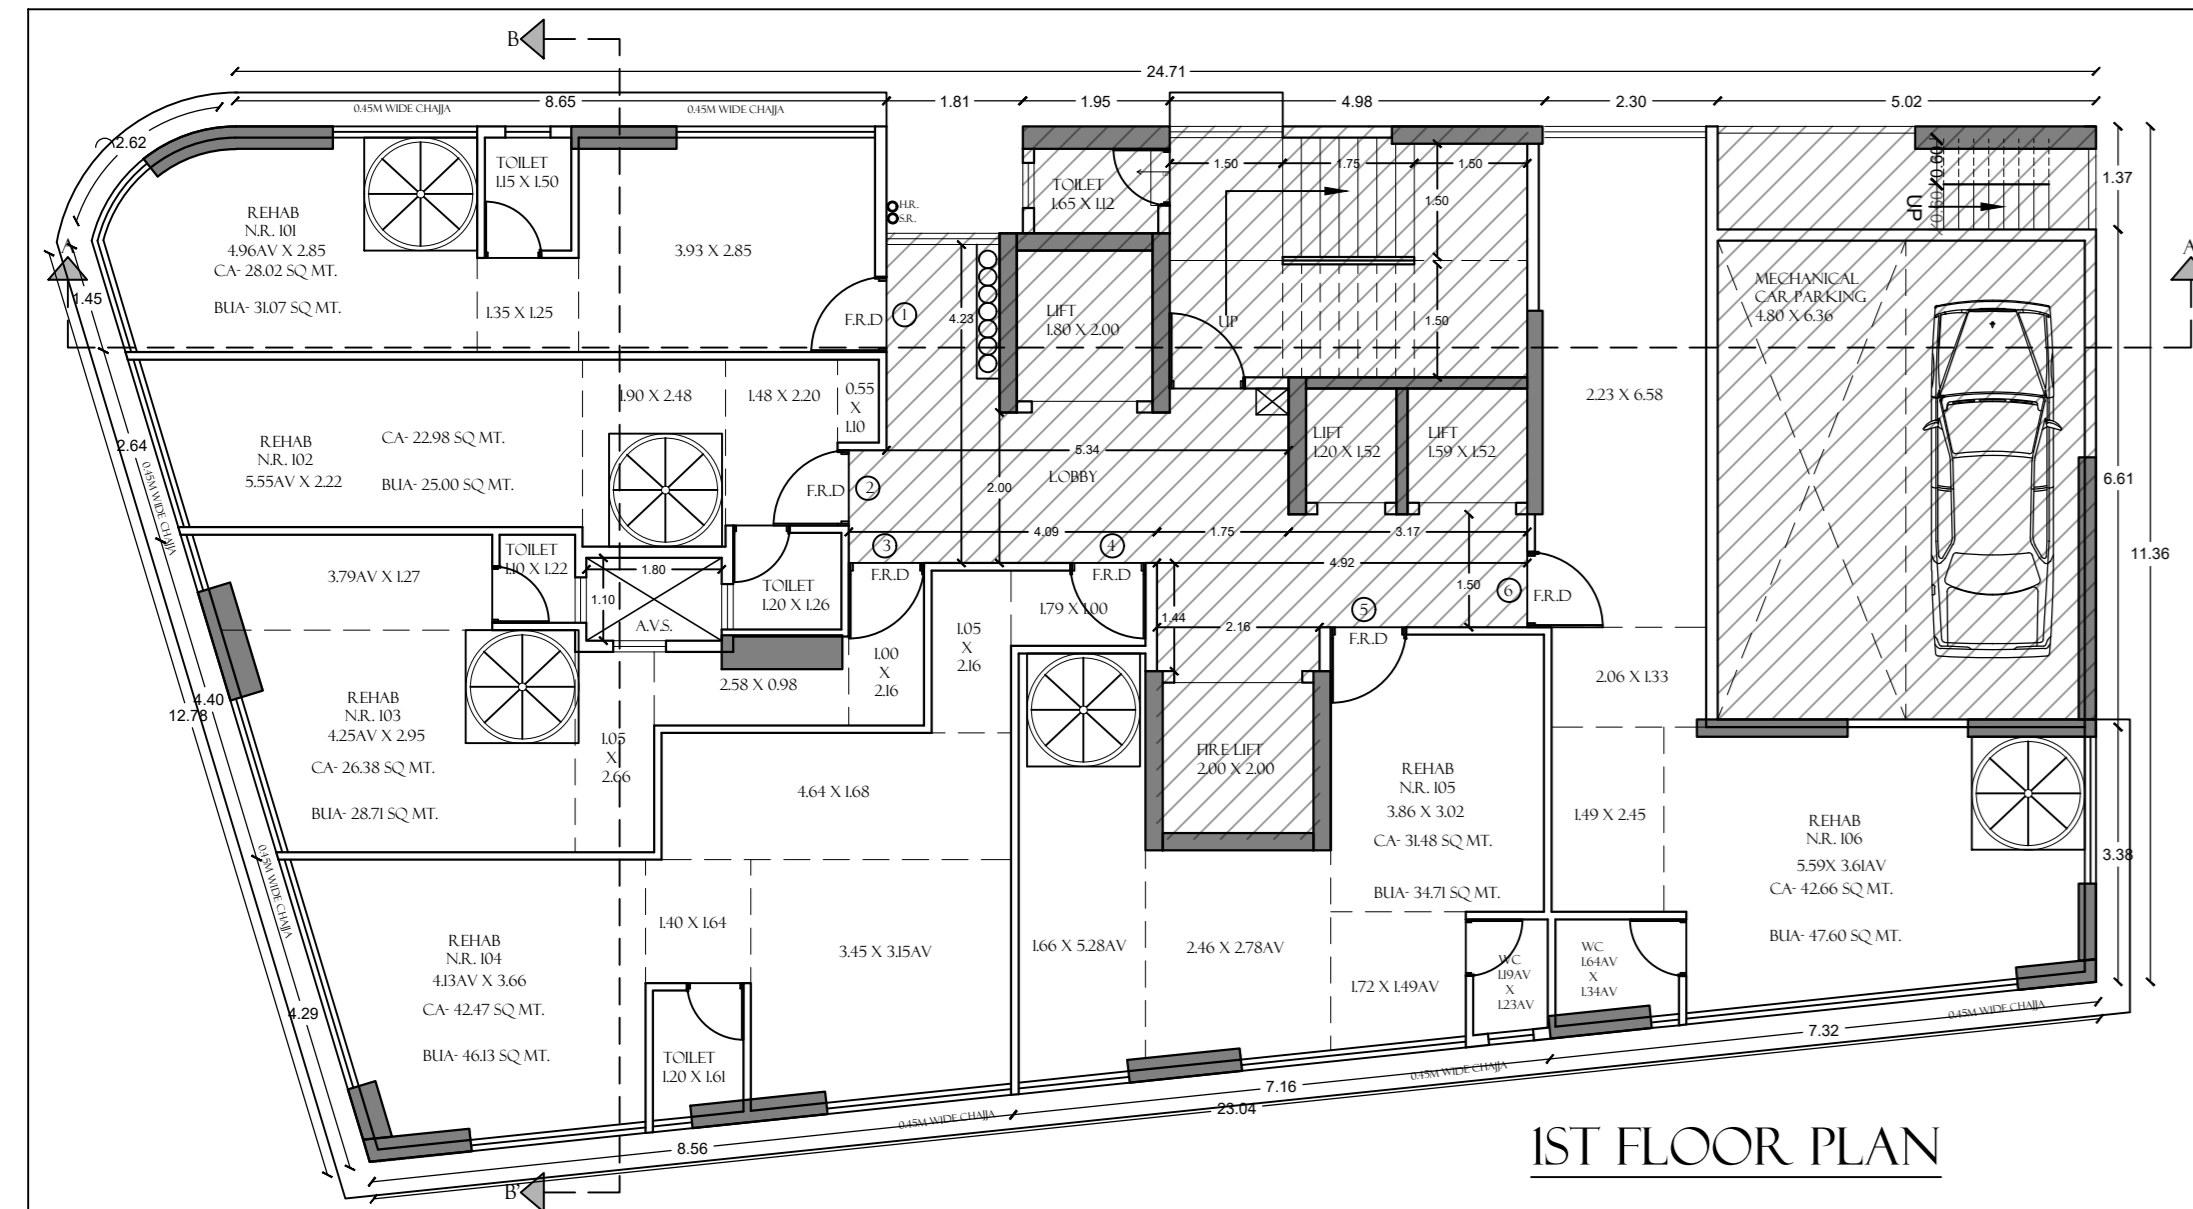 B
24.71
0.45M WIDE CHAJJA
8.65
0.45M WIDE CHAJJA
1.81
1.95
4.98
2.30
5.02
2.62
TOILET
1.15 X 1.50
REHAB
N.R. 101
4.96AV X 2.85
CA- 28.02 SQ MT.
BUA- 31.07 SQ MT.
3.93 X 2.85
1.35 X 1.25
F.R.D
1
H.R.
S.R.
TOILET
1.65 X 1.12
1.50
1.75
1.50
1.50
1.50
UP
LIFT
1.80 X 2.00
4.23
UP
0.60
0.60
1.37
A
1.45
A
MECHANICAL
CAR PARKING
4.80 X 6.36
6.61
11.36
2.64
0.45M WIDE CHAJJA
REHAB
N.R. 102
5.55AV X 2.22
CA- 22.98 SQ MT.
BUA- 25.00 SQ MT.
1.90 X 2.48
1.48 X 2.20
0.55
X
1.10
F.R.D
2
5.34
LOBBY
2.00
LIFT
1.20 X 1.52
LIFT
1.59 X 1.52
2.23 X 6.58
4.09
1.75
3.17
3
4
4.92
F.R.D
F.R.D
1.50
6
F.R.D
5
F.R.D
1.44
2.16
3.79AV X 1.27
TOILET
1.10 X 1.22
1.80
1.10
A.V.S.
TOILET
1.20 X 1.26
1.79 X 1.00
1.05
X
2.16
1.00
X
2.16
2.58 X 0.98
2.06 X 1.33
REHAB
N.R. 103
4.25AV X 2.95
CA- 26.38 SQ MT.
BUA- 28.71 SQ MT.
4.40
12.78
1.05
X
2.66
4.64 X 1.68
FIRE LIFT
2.00 X 2.00
REHAB
N.R. 105
3.86 X 3.02
CA- 31.48 SQ MT.
BUA- 34.71 SQ MT.
1.49 X 2.45
REHAB
N.R. 106
5.59X 3.61AV
CA- 42.66 SQ MT.
BUA- 47.60 SQ MT.
3.38
0.45M WIDE CHAJJA
REHAB
N.R. 104
4.13AV X 3.66
CA- 42.47 SQ MT.
BUA- 46.13 SQ MT.
4.29
1.40 X 1.64
3.45 X 3.15AV
1.66 X 5.28AV
2.46 X 2.78AV
1.72 X 1.49AV
WC
1.19AV
X
1.23AV
WC
1.64AV
X
1.34AV
TOILET
1.20 X 1.61
0.45M WIDE CHAJJA
7.32
0.45M WIDE CHAJJA
7.16
23.04
0.45M WIDE CHAJJA
8.56
B'
1ST FLOOR PLAN